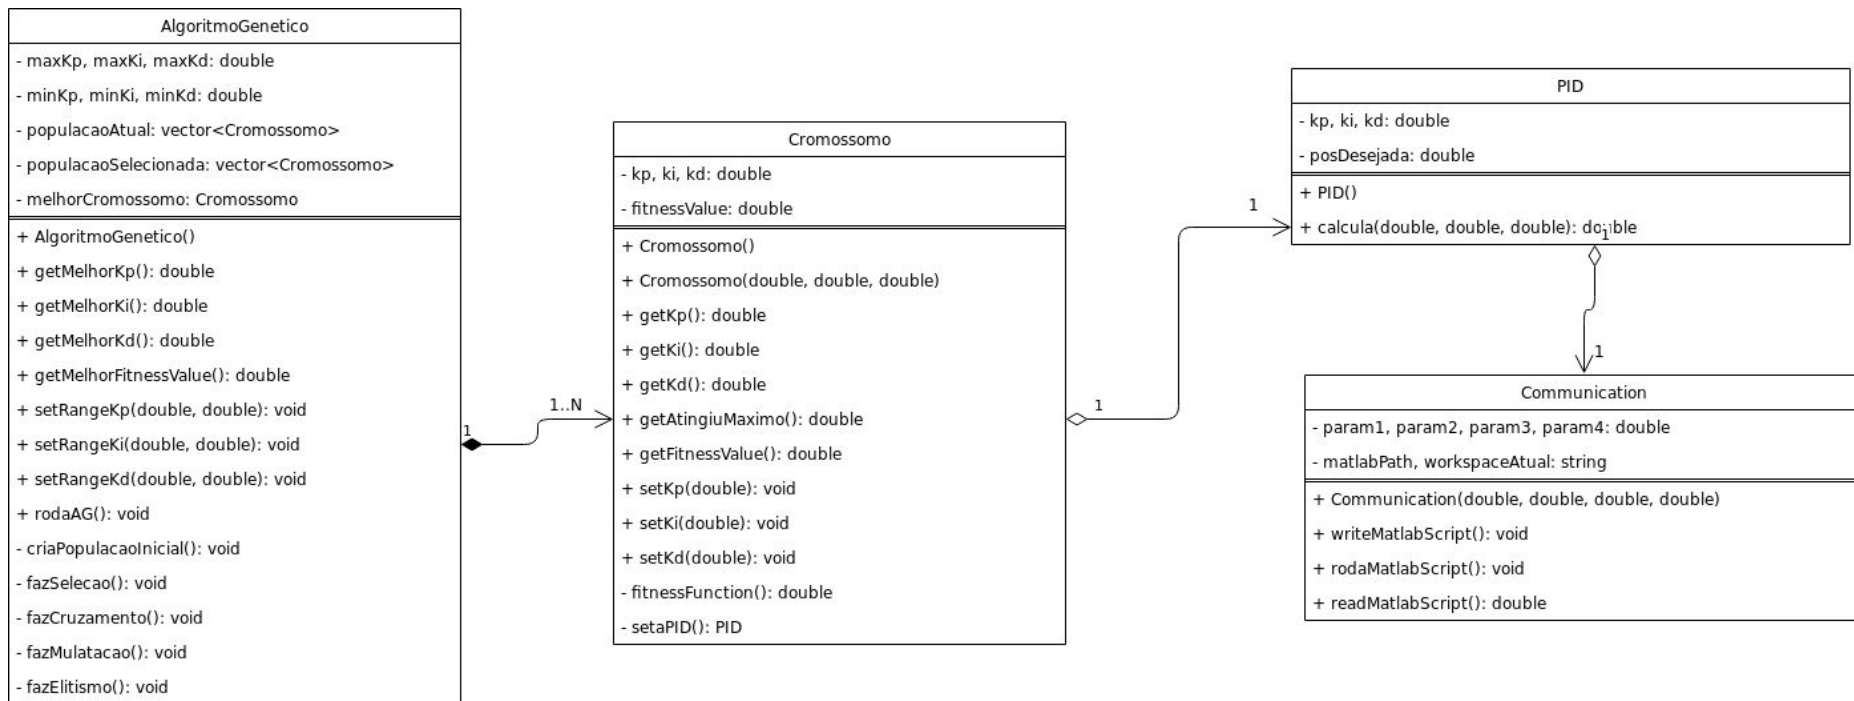 AlgoritmoGenetico
- maxKp, maxKi, maxKd: double
- minKp, minKi, minKd: double
- populacaoAtual: vector<Cromossomo>
- populacaoSelecionada: vector<Cromossomo>
- melhorCromossomo: Cromossomo
+ AlgoritmoGenetico()
+ getMelhorKp(): double
+ getMelhorKi(): double
+ getMelhorKd(): double
+ getMelhorFitnessValue(): double
+ setRangeKp(double, double): void
+ setRangeKi(double, double): void
+ setRangeKd(double, double): void
+ rodaAG(): void
- criaPopulacaoInicial(): void
- fazSelecao(): void
- fazCruzamento(): void
- fazMulatacao(): void
- fazElitismo(): void
1
1..N
Cromossomo
- kp, ki, kd: double
- fitnessValue: double
+ Cromossomo()
+ Cromossomo(double, double, double)
+ getKp(): double
+ getKi(): double
+ getKd(): double
+ getAtingiuMaximo(): double
+ getFitnessValue(): double
+ setKp(double): void
+ setKi(double): void
+ setKd(double): void
- fitnessFunction(): double
- setaPID(): PID
1
1
PID
- kp, ki, kd: double
- posDesejada: double
+ PID()
+ calcula(double, double, double): double
1
1
Communication
- param1, param2, param3, param4: double
- matlabPath, workspaceAtual: string
+ Communication(double, double, double, double)
+ writeMatlabScript(): void
+ rodaMatlabScript(): void
+ readMatlabScript(): double